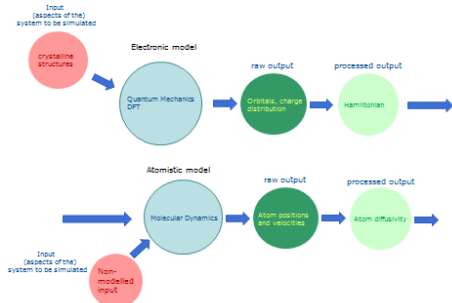 Input
(aspects of the)
system to be simulated
Electronic model
crystalline
structures
raw output
processed output
Quantum Mechanics
DFT
Orbitals, charge
distribution
Hamiltonian
Atomistic model
raw output
processed output
Molecular Dynamics
Atom positions
and velocities
Atom diffusivity
Input
(aspects of the)
system to be simulated
Non-
modelled
input